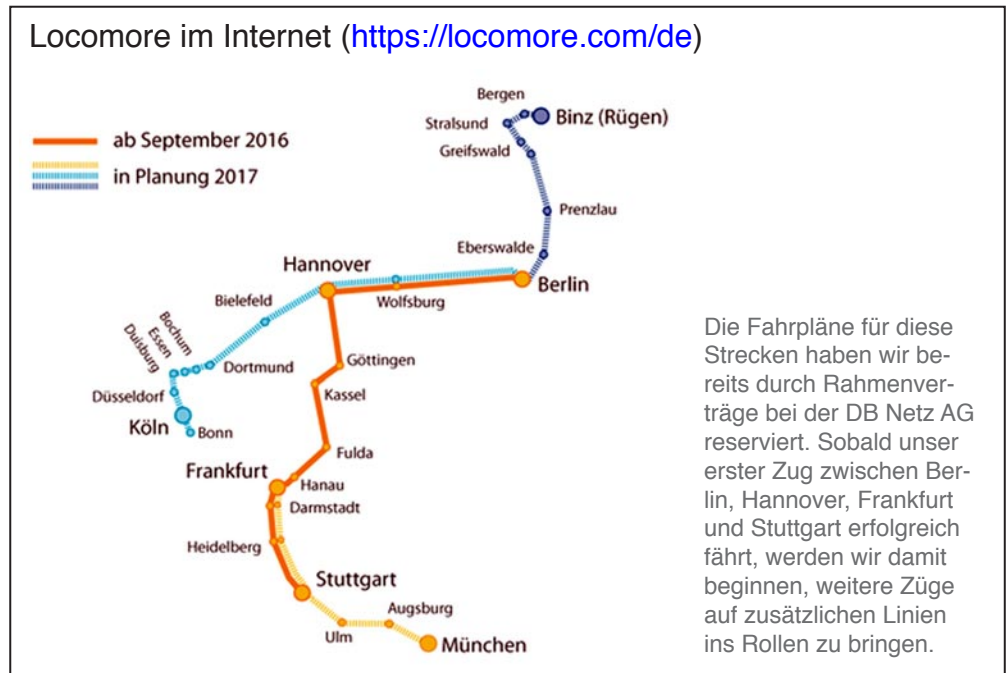 Locomore im Internet (https://locomore.com/de)
ab September 2016
in Planung 2017
Bergen
Binz (Rügen)
Stralsund
Greifswald
Prenzlau
Eberswalde
Berlin
Hannover
Wolfsburg
Bielefeld
Bochum
Essen
Duisburg
Dortmund
Düsseldorf
Köln
Bonn
Göttingen
Kassel
Fulda
Frankfurt
Hanau
Darmstadt
Heidelberg
Stuttgart
Augsburg
Ulm
München
Die Fahrpläne für diese
Strecken haben wir be-
reits durch Rahmenver-
träge bei der DB Netz AG
reserviert. Sobald unser
erster Zug zwischen Ber-
lin, Hannover, Frankfurt
und Stuttgart erfolgreich
fährt, werden wir damit
beginnen, weitere Züge
auf zusätzlichen Linien
ins Rollen zu bringen.